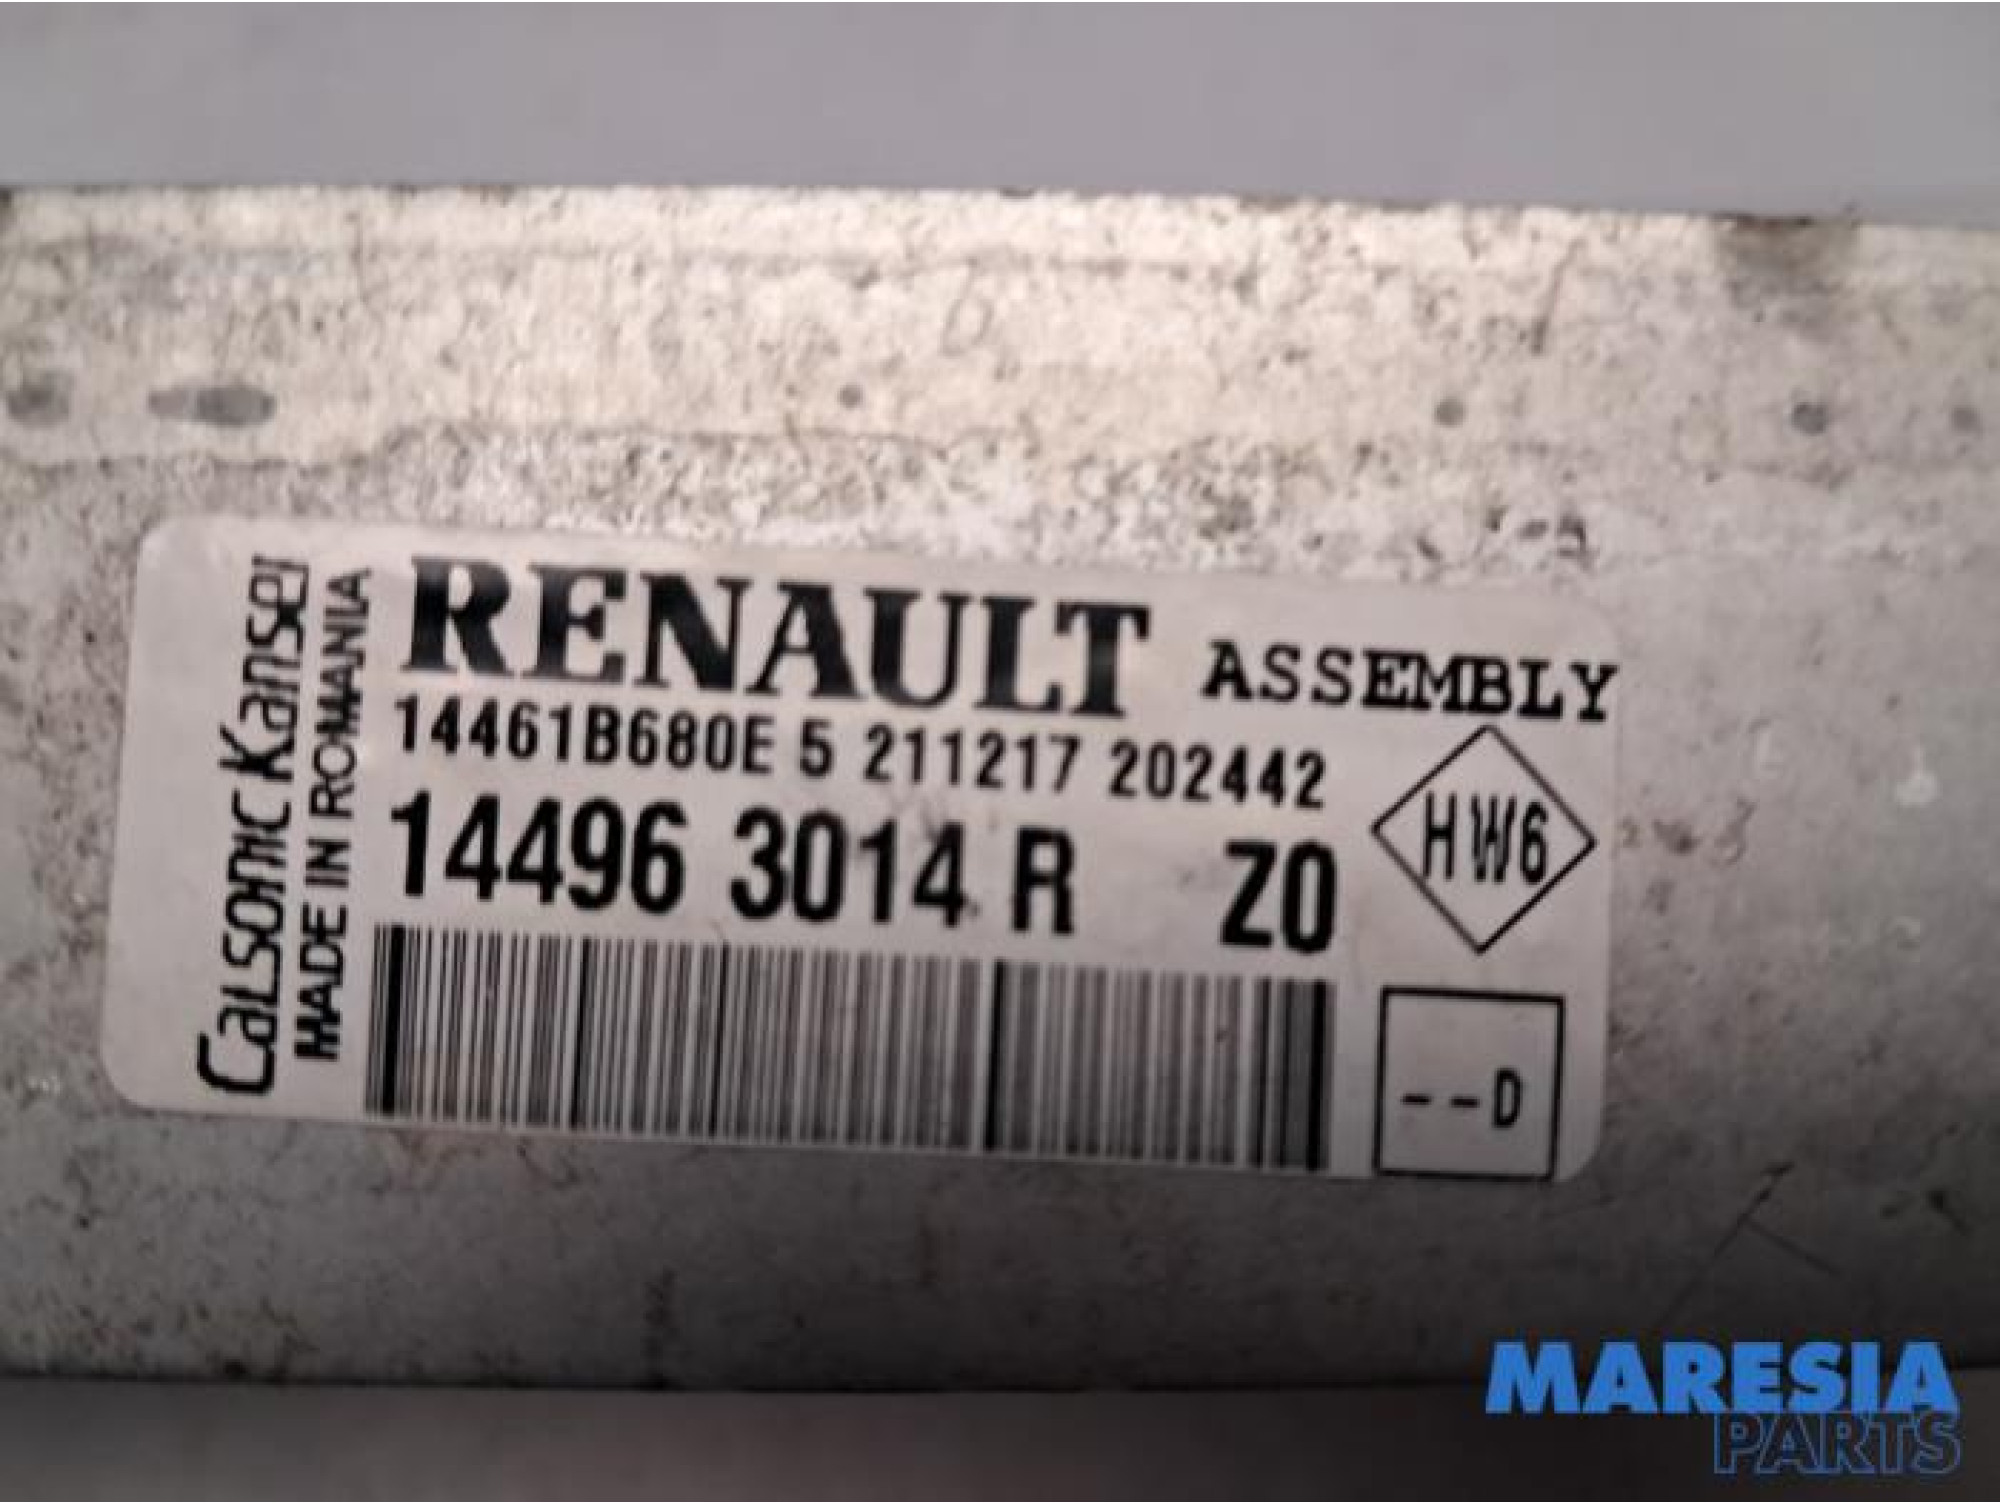 Calsonic Kansei
MADE IN ROMANIA
RENAULT ASSEMBLY
14461B680E 5 211217 202442
14496 3014 R Z0
HW6
--D
MARESIA
PARTS